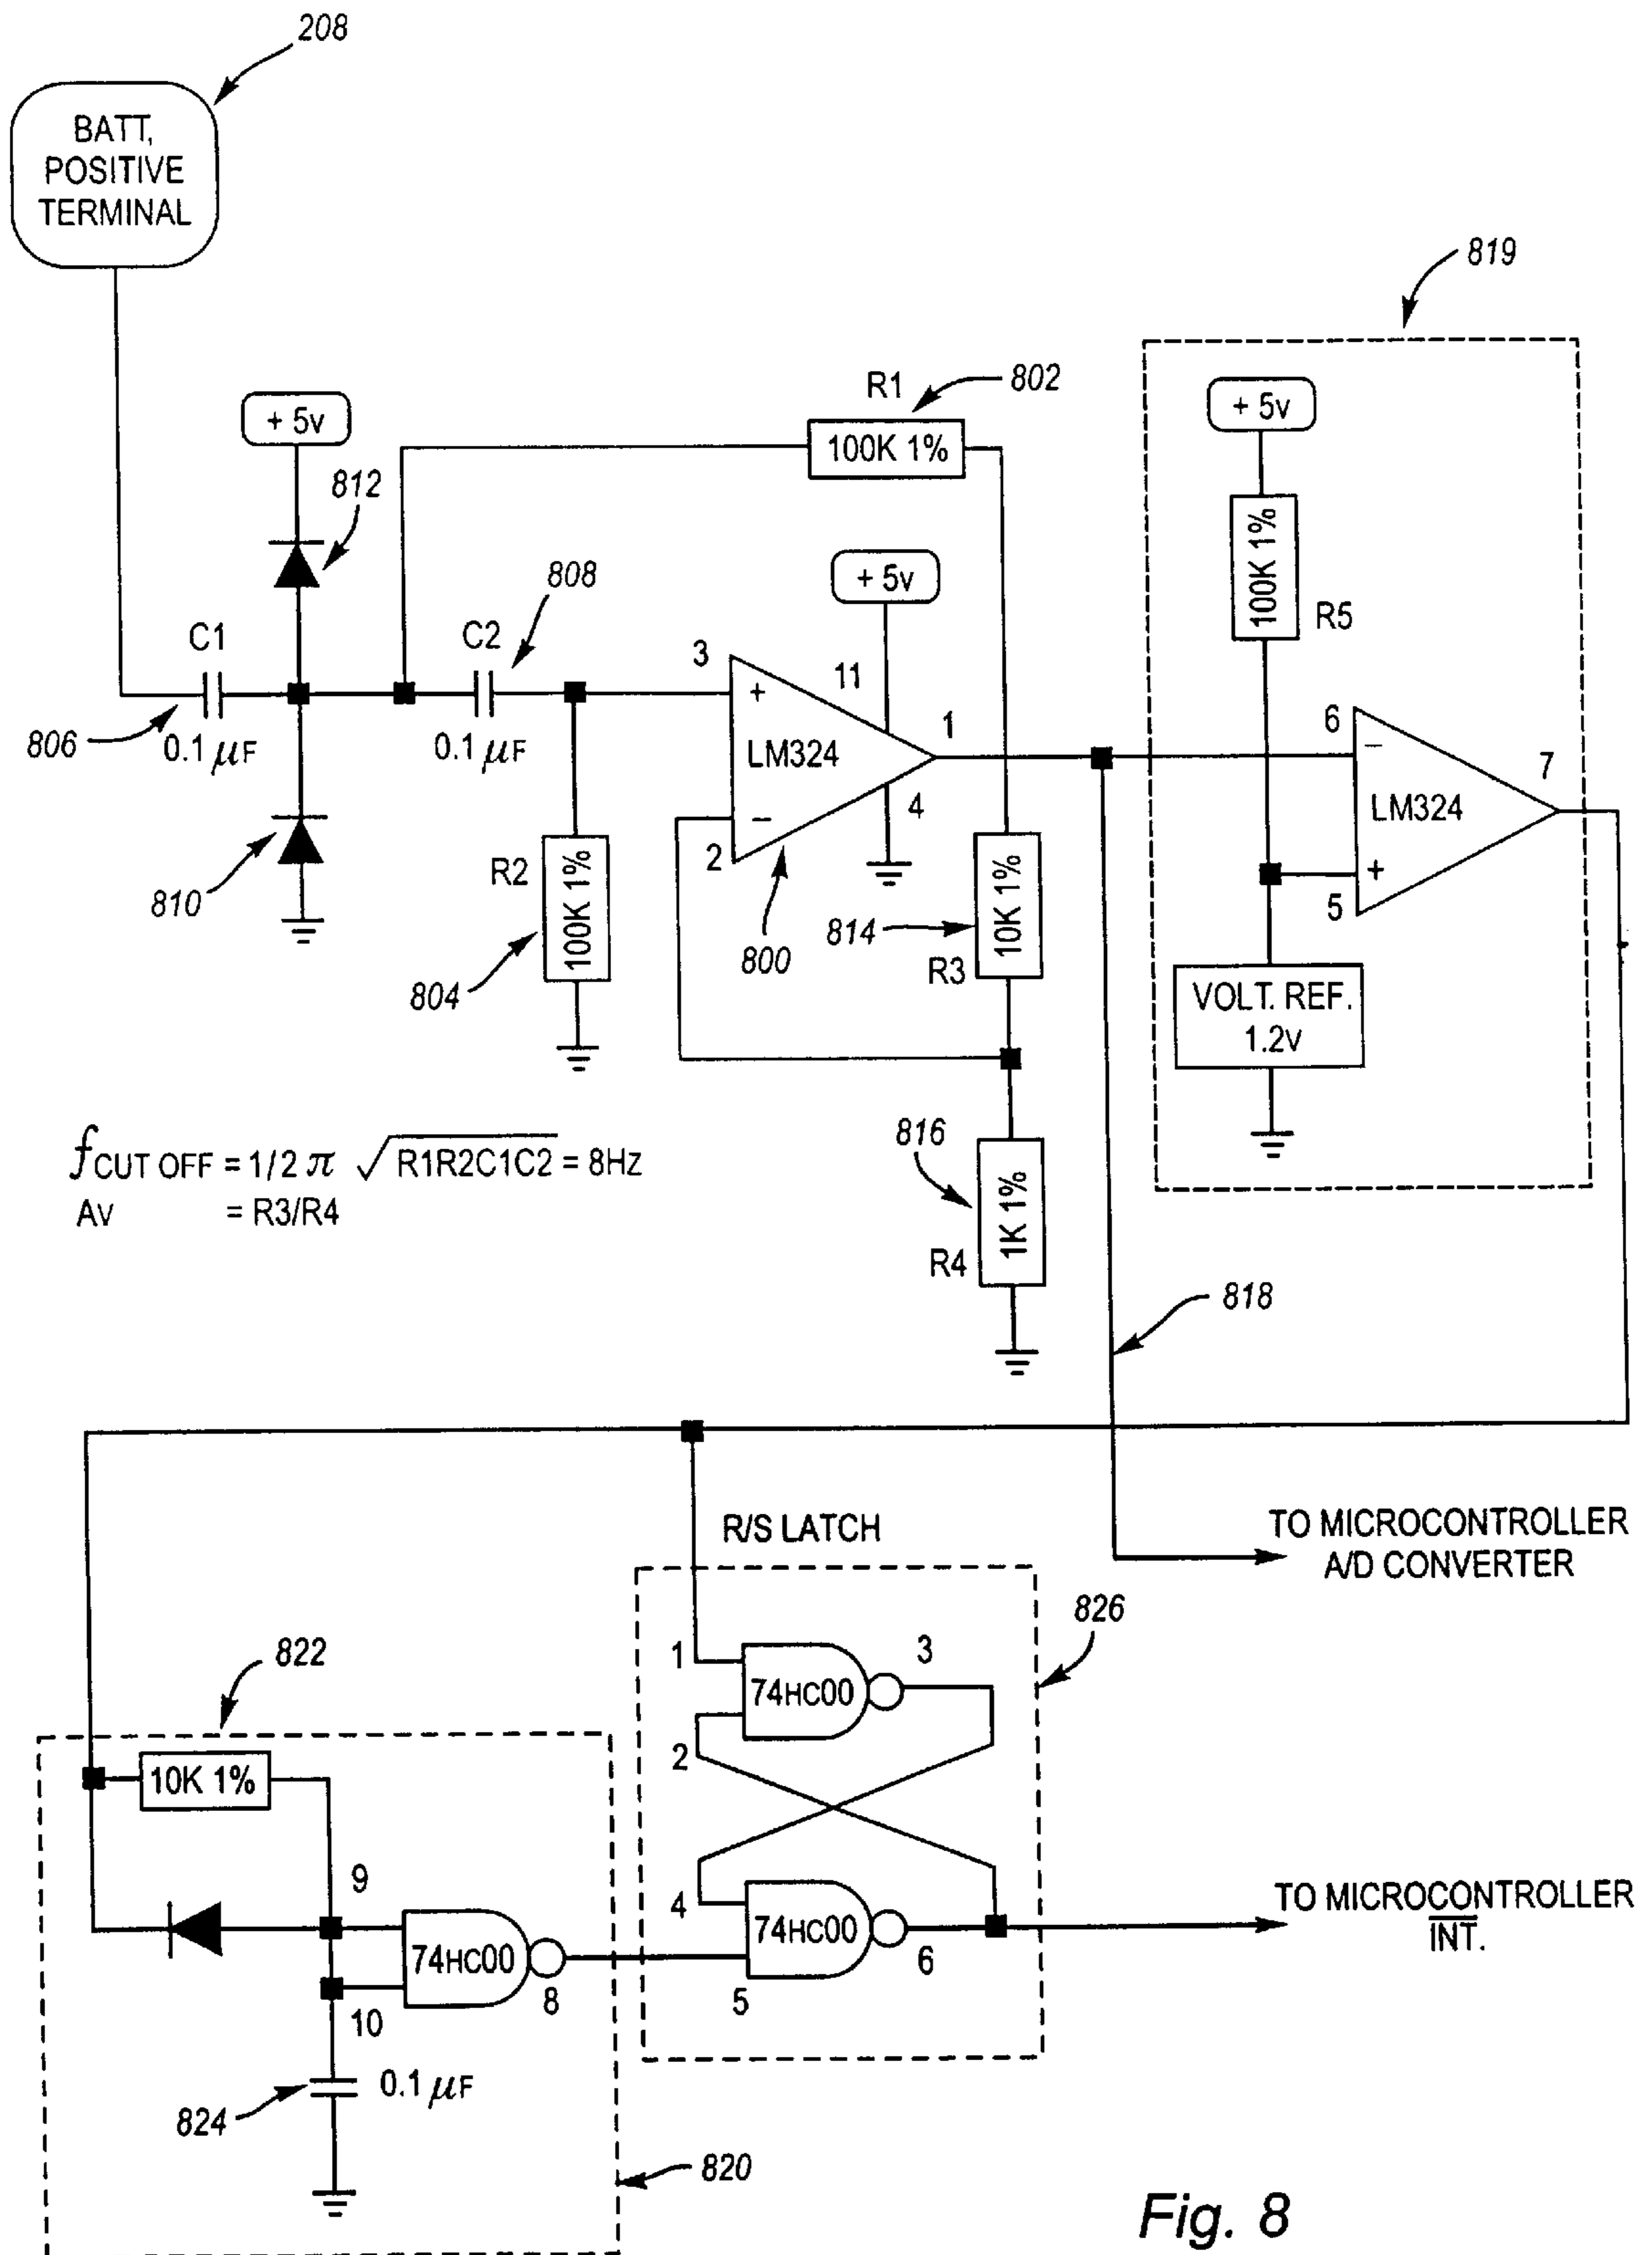 208
BATT,
POSITIVE
TERMINAL
819
R1
802
+ 5v
100K 1%
+ 5v
812
808
+ 5v
100K 1%
R5
C1
C2
3
11
+
1
6
−
7
806
0.1 μF
0.1 μF
LM324
LM324
4
R2
−
2
+
5
810
100K 1%
814
10K 1%
800
R3
804
VOLT. REF.
1.2v
816
fCUT OFF = 1/2 π √R1R2C1C2 = 8Hz
Av = R3/R4
1K 1%
R4
818
R/S LATCH
TO MICROCONTROLLER
A/D CONVERTER
826
822
1
3
74HC00
2
10K 1%
9
4
TO MICROCONTROLLER
I̅N̅T̅.
74HC00
74HC00
6
8
5
10
0.1 μF
824
820
Fig. 8